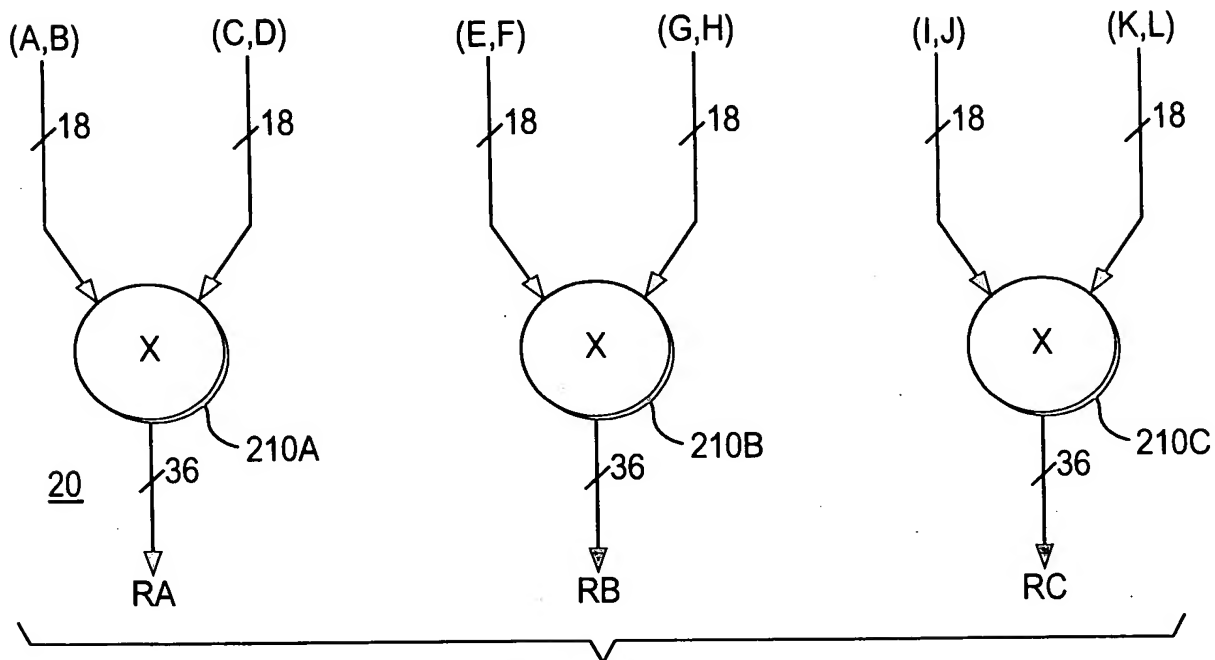 (A,B) (C,D) (E,F) (G,H) (I,J) (K,L)
18 18 18 18 18 18
X X X
210A 210B 210C
36 36 36
20
RA RB RC